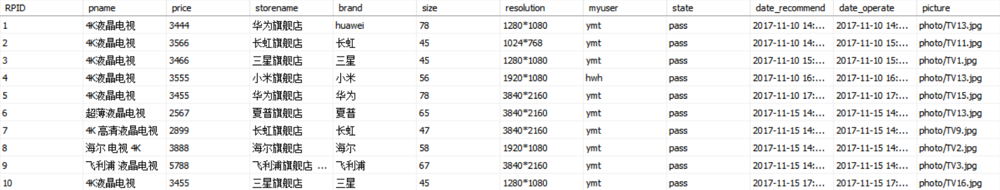 RPID pname price storename brand size resolution myuser state date_recommend date_operate picture
1 4K液晶电视 3444 华为旗舰店 huawei 78 1280*1080 ymt pass 2017-11-10 14:... 2017-11-10 14:... photo/TV13.jpg
2 4K液晶电视 3566 长虹旗舰店 长虹 45 1024*768 ymt pass 2017-11-10 14:... 2017-11-10 15:... photo/TV11.jpg
3 4K液晶电视 3466 三星旗舰店 三星 45 1280*1080 ymt pass 2017-11-10 15:... 2017-11-10 15:... photo/TV1.jpg
4 4K液晶电视 3555 小米旗舰店 小米 56 1920*1080 hwh pass 2017-11-10 16:... 2017-11-10 16:... photo/TV13.jpg
5 4K液晶电视 3455 华为旗舰店 华为 78 3840*2160 ymt pass 2017-11-10 17:... 2017-11-10 17:... photo/TV15.jpg
6 超薄液晶电视 2567 夏普旗舰店 夏普 65 3840*2160 ymt pass 2017-11-15 14:... 2017-11-15 14:... photo/TV13.jpg
7 4K 高清液晶电视 2899 长虹旗舰店 长虹 47 3840*2160 ymt pass 2017-11-15 14:... 2017-11-15 14:... photo/TV9.jpg
8 海尔 电视 4K 3888 海尔旗舰店 海尔 58 1920*1080 ymt pass 2017-11-15 14:... 2017-11-15 14:... photo/TV2.jpg
9 飞利浦 液晶电视 5788 飞利浦旗舰店 ... 飞利浦 67 3840*2160 ymt pass 2017-11-15 14:... 2017-11-15 14:... photo/TV3.jpg
10 4K液晶电视 3455 三星旗舰店 三星 45 1280*1080 ymt pass 2017-11-15 17:... 2017-11-15 17:... photo/TV16.jpg